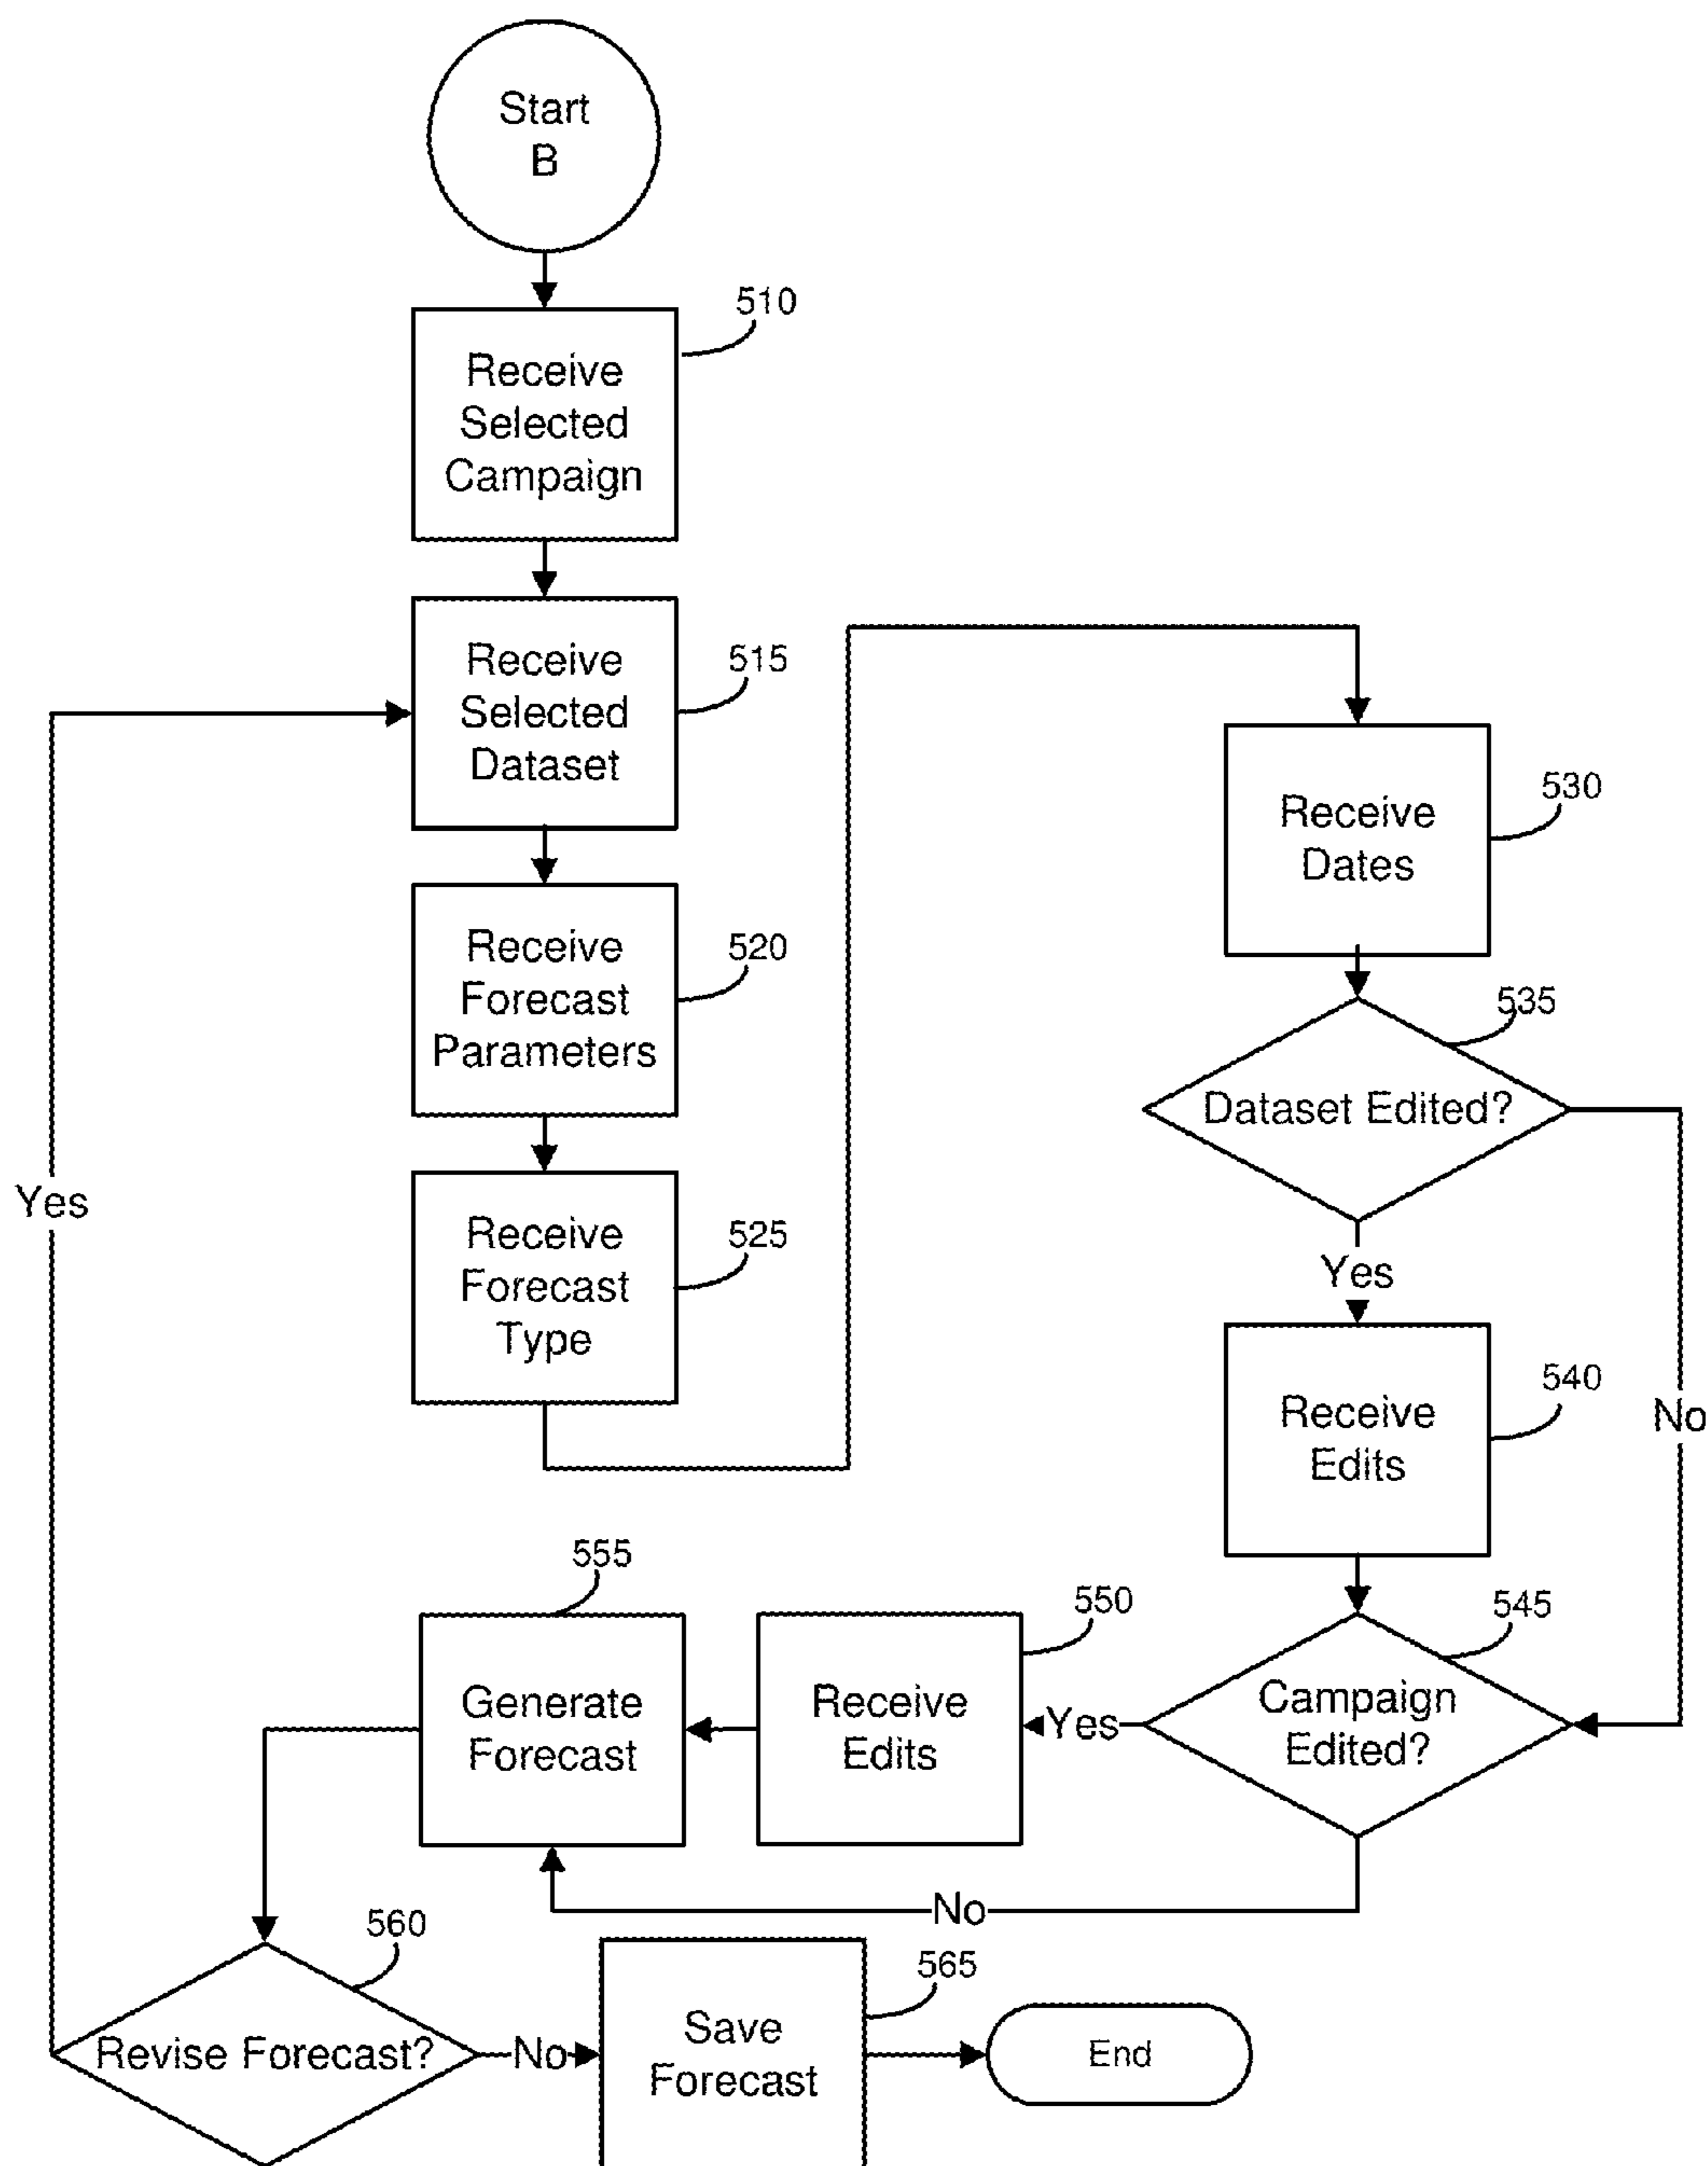 Start
B
510
Receive
Selected
Campaign
515
Receive
Selected
Dataset
520
Receive
Forecast
Parameters
525
Receive
Forecast
Type
530
Receive
Dates
535
Dataset Edited?
Yes
No
540
Receive
Edits
545
Campaign
Edited?
Yes
No
550
Receive
Edits
555
Generate
Forecast
560
Revise Forecast?
Yes
No
565
Save
Forecast
End